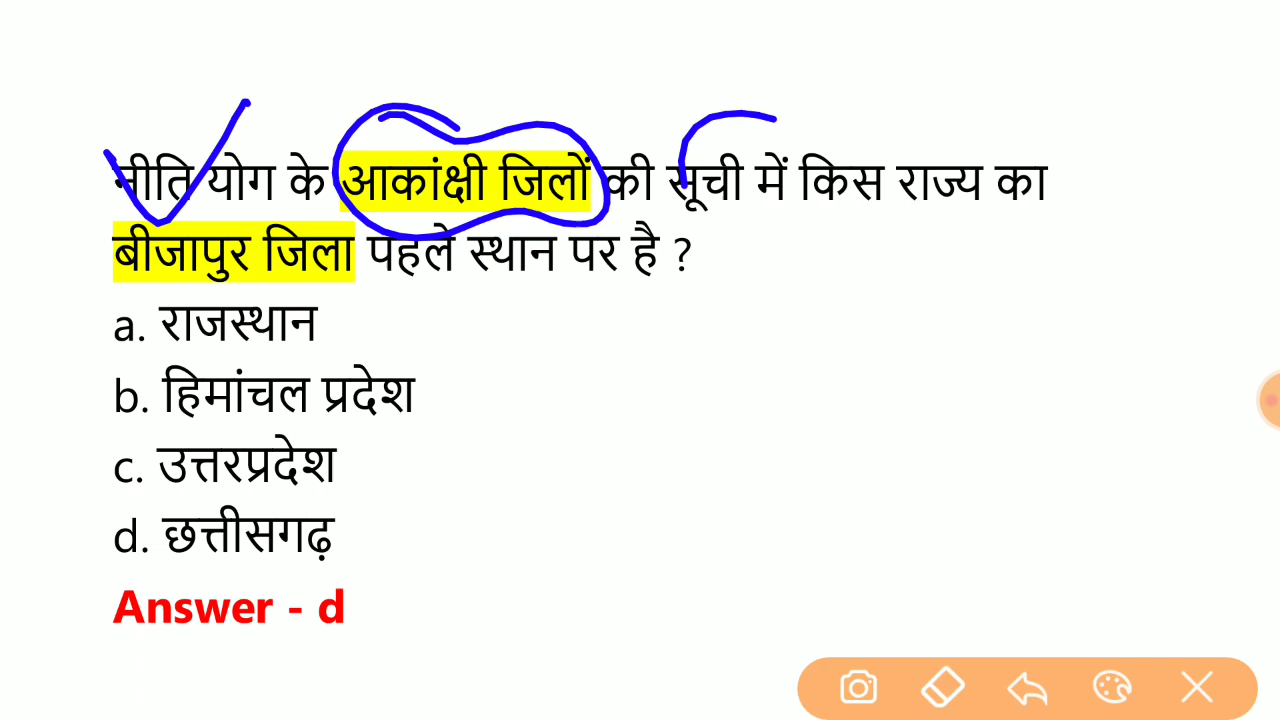 नीति योग के आकांक्षी जिलों की सूची में किस राज्य का
बीजापुर जिला पहले स्थान पर है ?
a. राजस्थान
b. हिमांचल प्रदेश
c. उत्तरप्रदेश
d. छत्तीसगढ़
Answer - d